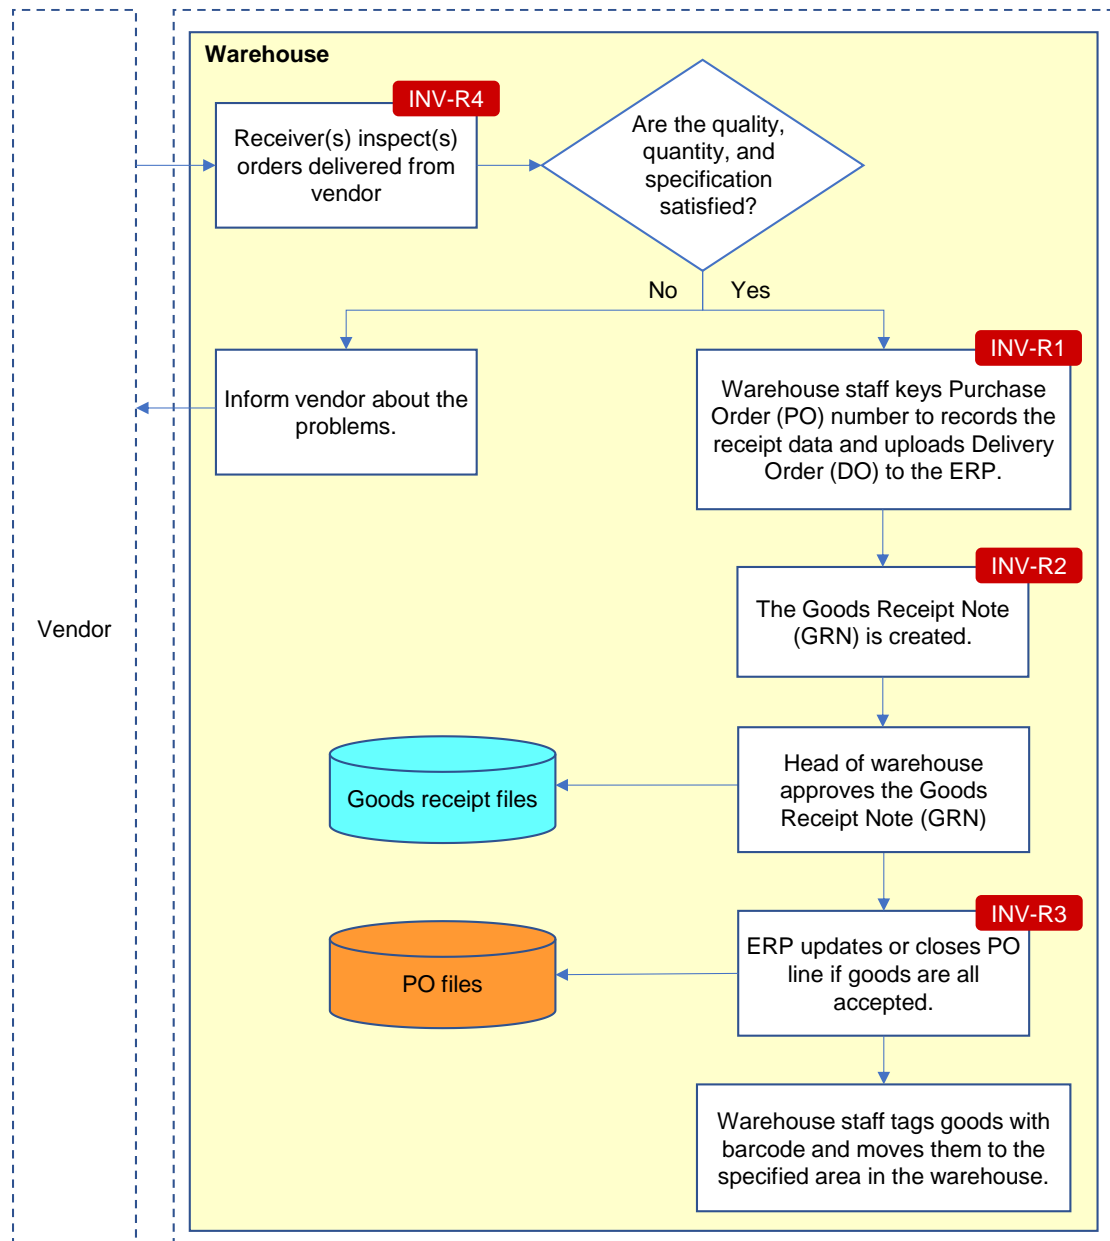 Warehouse
INV-R4
Receiver(s) inspect(s)
orders delivered from
vendor
Are the quality,
quantity, and
specification
satisfied?
No
Yes
Inform vendor about the
problems.
INV-R1
Warehouse staff keys Purchase
Order (PO) number to records the
receipt data and uploads Delivery
Order (DO) to the ERP.
INV-R2
The Goods Receipt Note
(GRN) is created.
Vendor
Head of warehouse
approves the Goods
Receipt Note (GRN)
Goods receipt files
INV-R3
ERP updates or closes PO
line if goods are all
accepted.
PO files
Warehouse staff tags goods with
barcode and moves them to the
specified area in the warehouse.